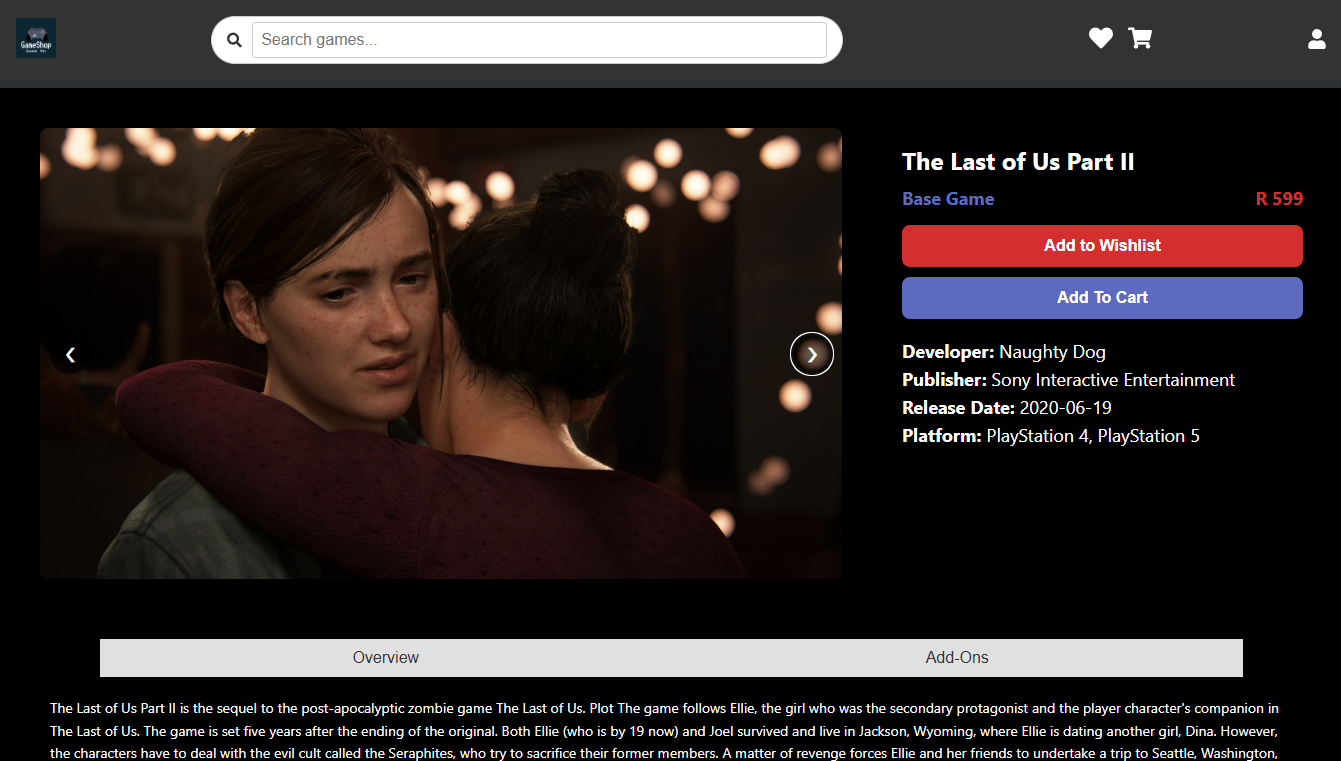 GameShop
Search games...
The Last of Us Part II
Base Game R 599
Add to Wishlist
Add To Cart
Developer: Naughty Dog
Publisher: Sony Interactive Entertainment
Release Date: 2020-06-19
Platform: PlayStation 4, PlayStation 5
Overview Add-Ons
The Last of Us Part II is the sequel to the post-apocalyptic zombie game The Last of Us. Plot The game follows Ellie, the girl who was the secondary protagonist and the player character's companion in
The Last of Us. The game is set five years after the ending of the original. Both Ellie (who is by 19 now) and Joel survived and live in Jackson, Wyoming, where Ellie is dating another girl, Dina. However,
the characters have to deal with the evil cult called the Seraphites, who try to sacrifice their former members. A matter of revenge forces Ellie and her friends to undertake a trip to Seattle, Washington,